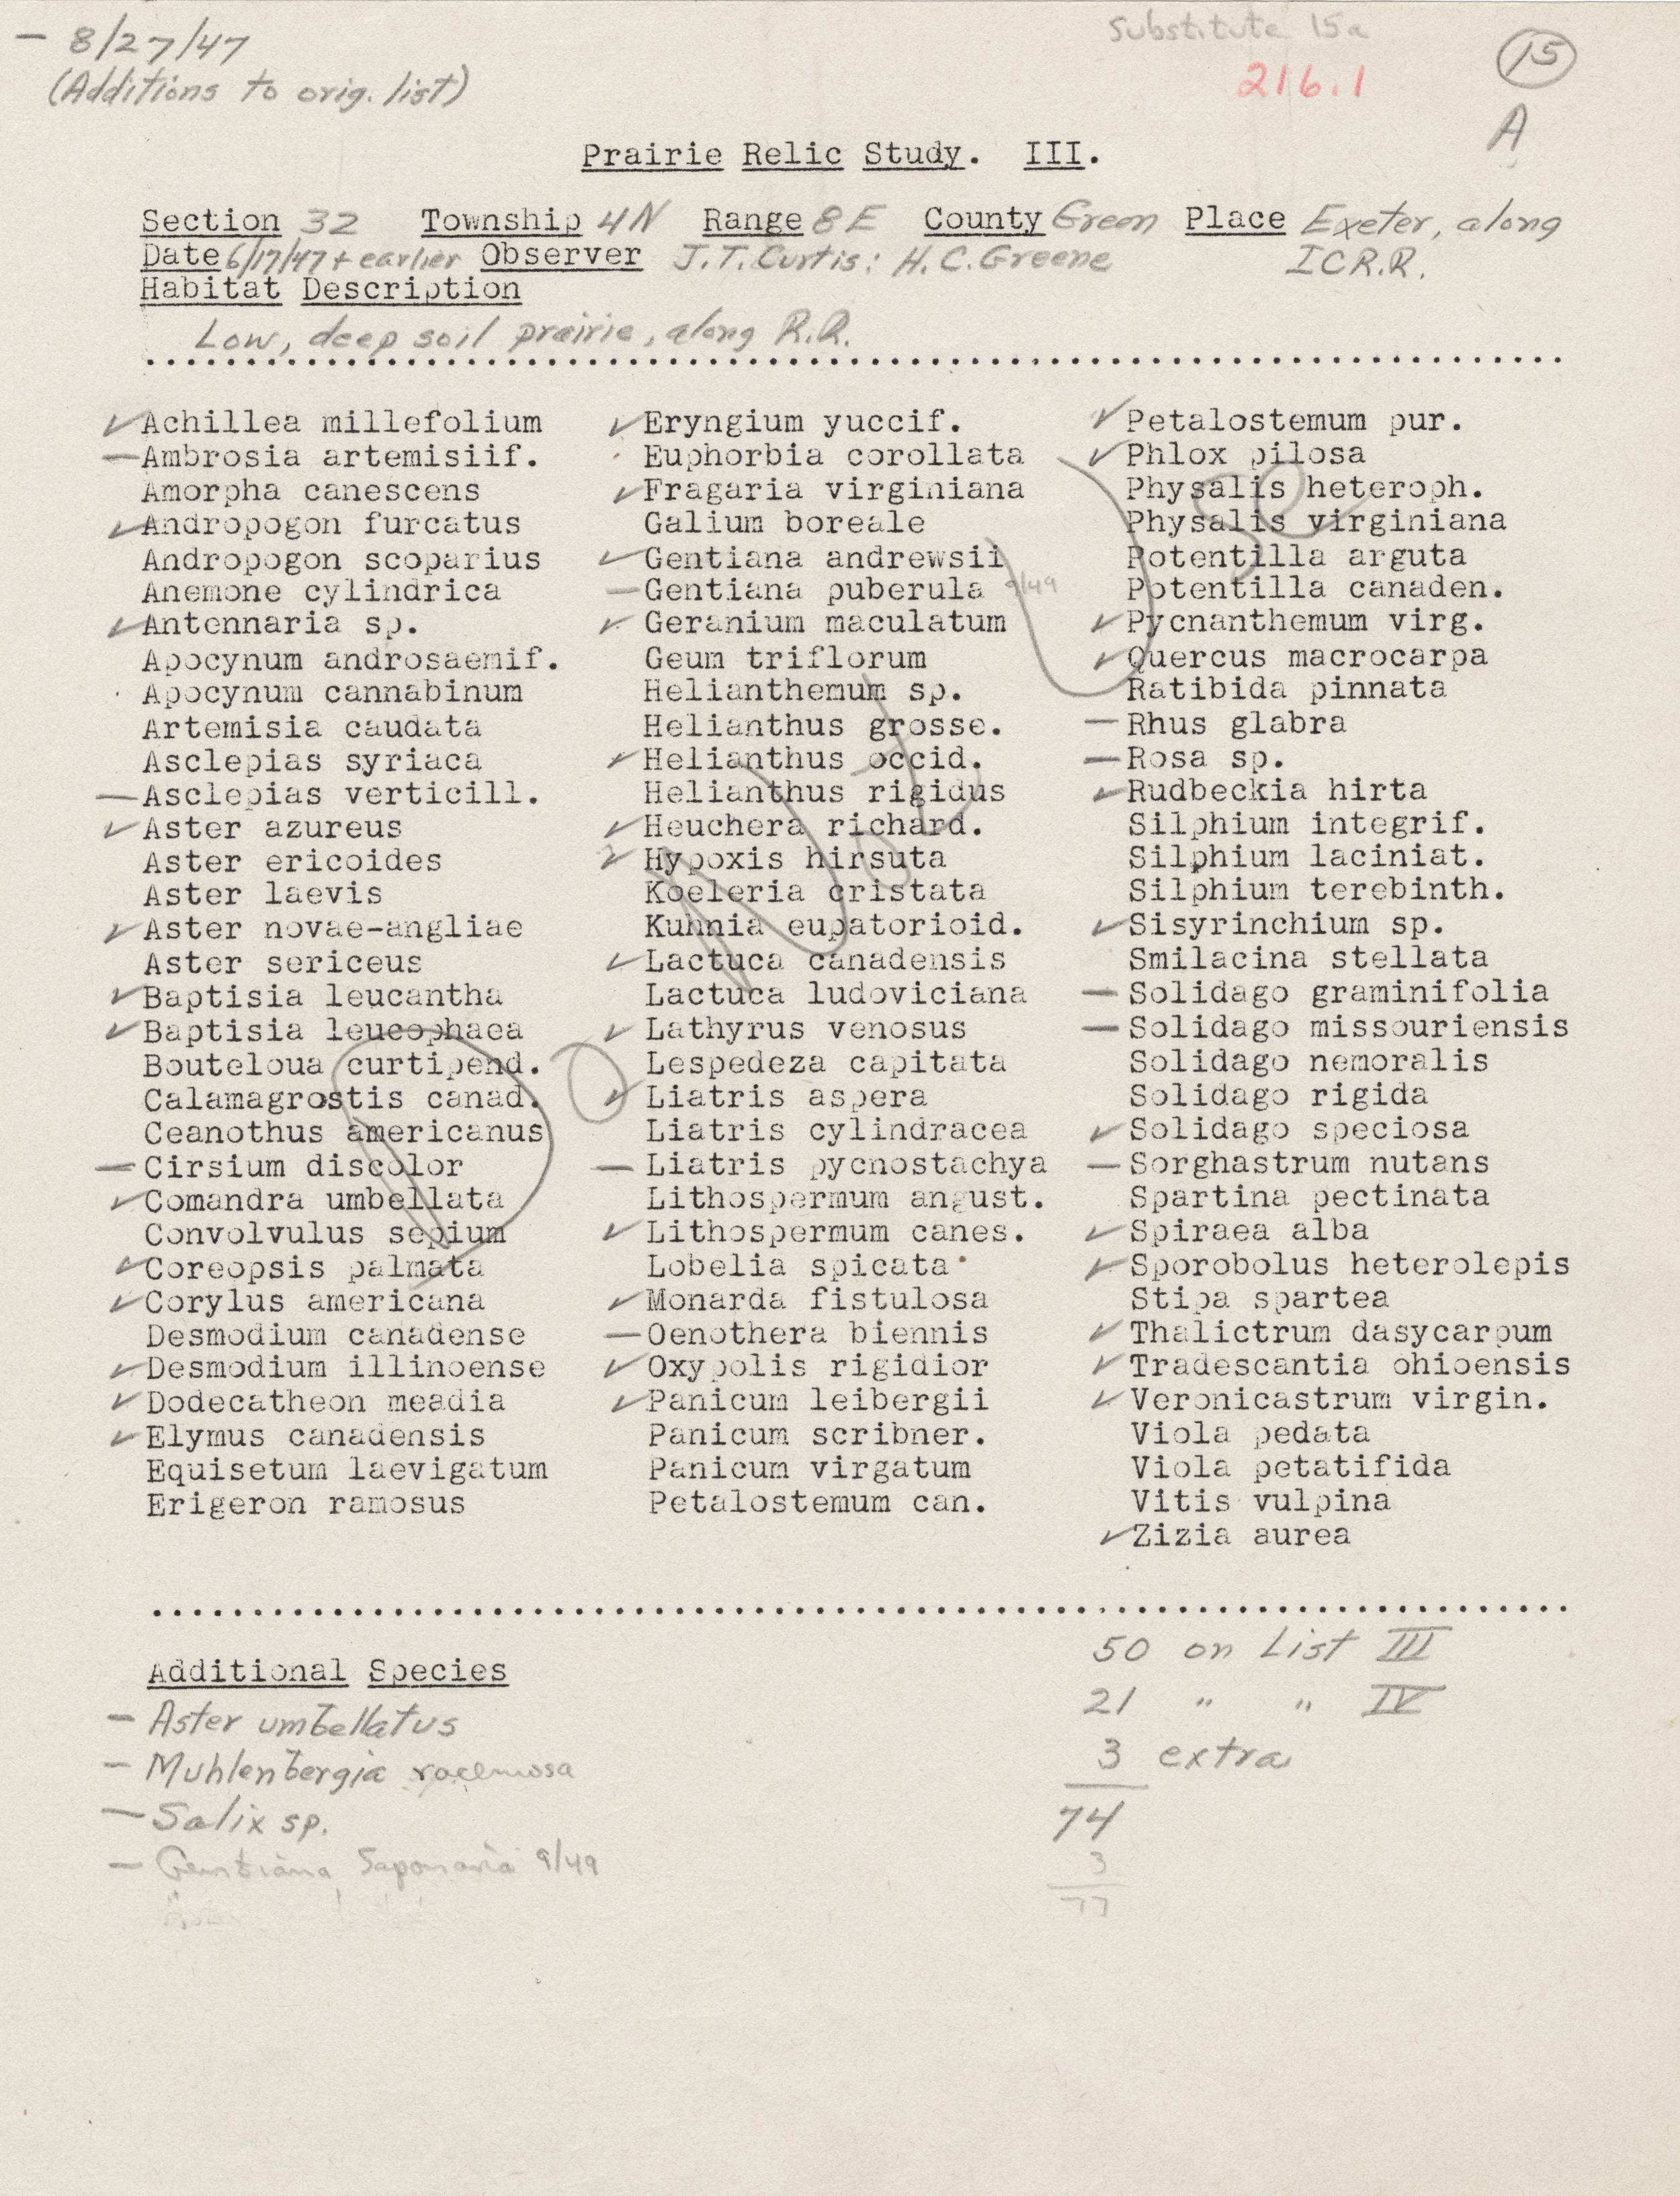 — 8/27/47
(Additions to orig. list)
Substitute 15a
216.1
15
A
Prairie Relic Study. III.
Section 32 Township 4N Range 8E County Green Place Exeter, along
Date 6/17/47 + earlier Observer J.T. Curtis: H.C. Greene ICR.R.
Habitat Description
Low, deep soil prairie, along R.R.
✓ Achillea millefolium
— Ambrosia artemisiif.
Amorpha canescens
✓ Andropogon furcatus
Andropogon scoparius
Anemone cylindrica
✓ Antennaria sp.
Apocynum androsaemif.
Apocynum cannabinum
Artemisia caudata
Asclepias syriaca
— Asclepias verticill.
✓ Aster azureus
Aster ericoides
Aster laevis
✓ Aster novae-angliae
Aster sericeus
✓ Baptisia leucantha
✓ Baptisia leucophaea
Bouteloua curtipend.
Calamagrostis canad.
Ceanothus americanus
— Cirsium discolor
✓ Comandra umbellata
Convolvulus sepium
✓ Coreopsis palmata
✓ Corylus americana
Desmodium canadense
✓ Desmodium illinoense
✓ Dodecatheon meadia
✓ Elymus canadensis
Equisetum laevigatum
Erigeron ramosus
✓ Eryngium yuccif.
Euphorbia corollata
✓ Fragaria virginiana
Galium boreale
✓ Gentiana andrewsii
— Gentiana puberula 9/49
✓ Geranium maculatum
Geum triflorum
Helianthemum sp.
Helianthus grosse.
✓ Helianthus occid.
Helianthus rigidus
✓ Heuchera richard.
✓ Hypoxis hirsuta
Koeleria cristata
Kuhnia eupatorioid.
✓ Lactuca canadensis
Lactuca ludoviciana
✓ Lathyrus venosus
Lespedeza capitata
✓ Liatris aspera
Liatris cylindracea
— Liatris pycnostachya
Lithospermum angust.
✓ Lithospermum canes.
Lobelia spicata
✓ Monarda fistulosa
— Oenothera biennis
✓ Oxypolis rigidior
✓ Panicum leibergii
Panicum scribner.
Panicum virgatum
Petalostemum can.
✓ Petalostemum pur.
✓ Phlox pilosa
Physalis heteroph.
Physalis virginiana
Potentilla arguta
Potentilla canaden.
✓ Pycnanthemum virg.
✓ Quercus macrocarpa
Ratibida pinnata
— Rhus glabra
— Rosa sp.
✓ Rudbeckia hirta
Silphium integrif.
Silphium laciniat.
Silphium terebinth.
✓ Sisyrinchium sp.
Smilacina stellata
— Solidago graminifolia
— Solidago missouriensis
Solidago nemoralis
Solidago rigida
✓ Solidago speciosa
— Sorghastrum nutans
Spartina pectinata
✓ Spiraea alba
✓ Sporobolus heterolepis
Stipa spartea
✓ Thalictrum dasycarpum
✓ Tradescantia ohioensis
✓ Veronicastrum virgin.
Viola pedata
Viola petatifida
Vitis vulpina
✓ Zizia aurea
Do Not Use
Additional Species
— Aster umbellatus
— Muhlenbergia racemosa
— Salix sp.
— Gentiana Saponaria 9/49
50 on List III
21 " " IV
3 extra
74
3
77